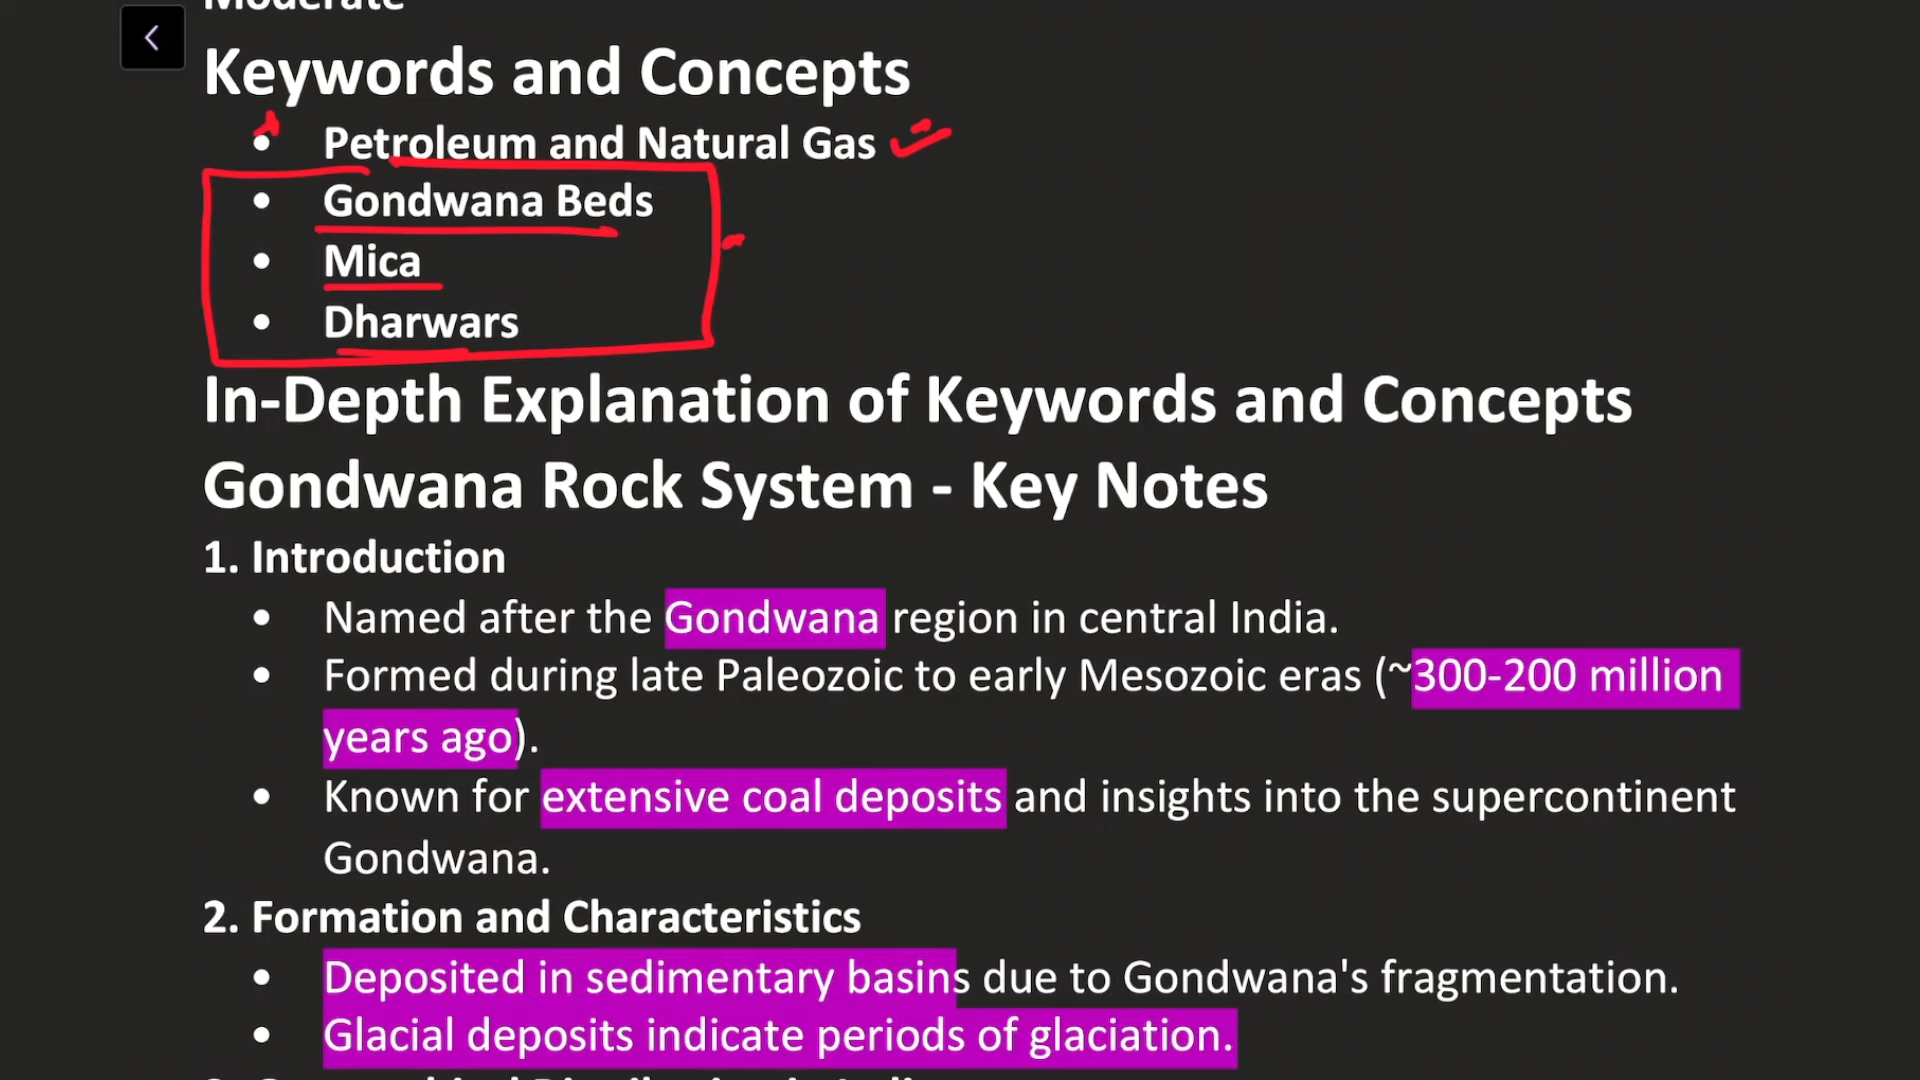 Moderate
Keywords and Concepts
• Petroleum and Natural Gas
• Gondwana Beds
• Mica
• Dharwars
In-Depth Explanation of Keywords and Concepts
Gondwana Rock System - Key Notes
1. Introduction
• Named after the Gondwana region in central India.
• Formed during late Paleozoic to early Mesozoic eras (~300-200 million
years ago).
• Known for extensive coal deposits and insights into the supercontinent
Gondwana.
2. Formation and Characteristics
• Deposited in sedimentary basins due to Gondwana's fragmentation.
• Glacial deposits indicate periods of glaciation.